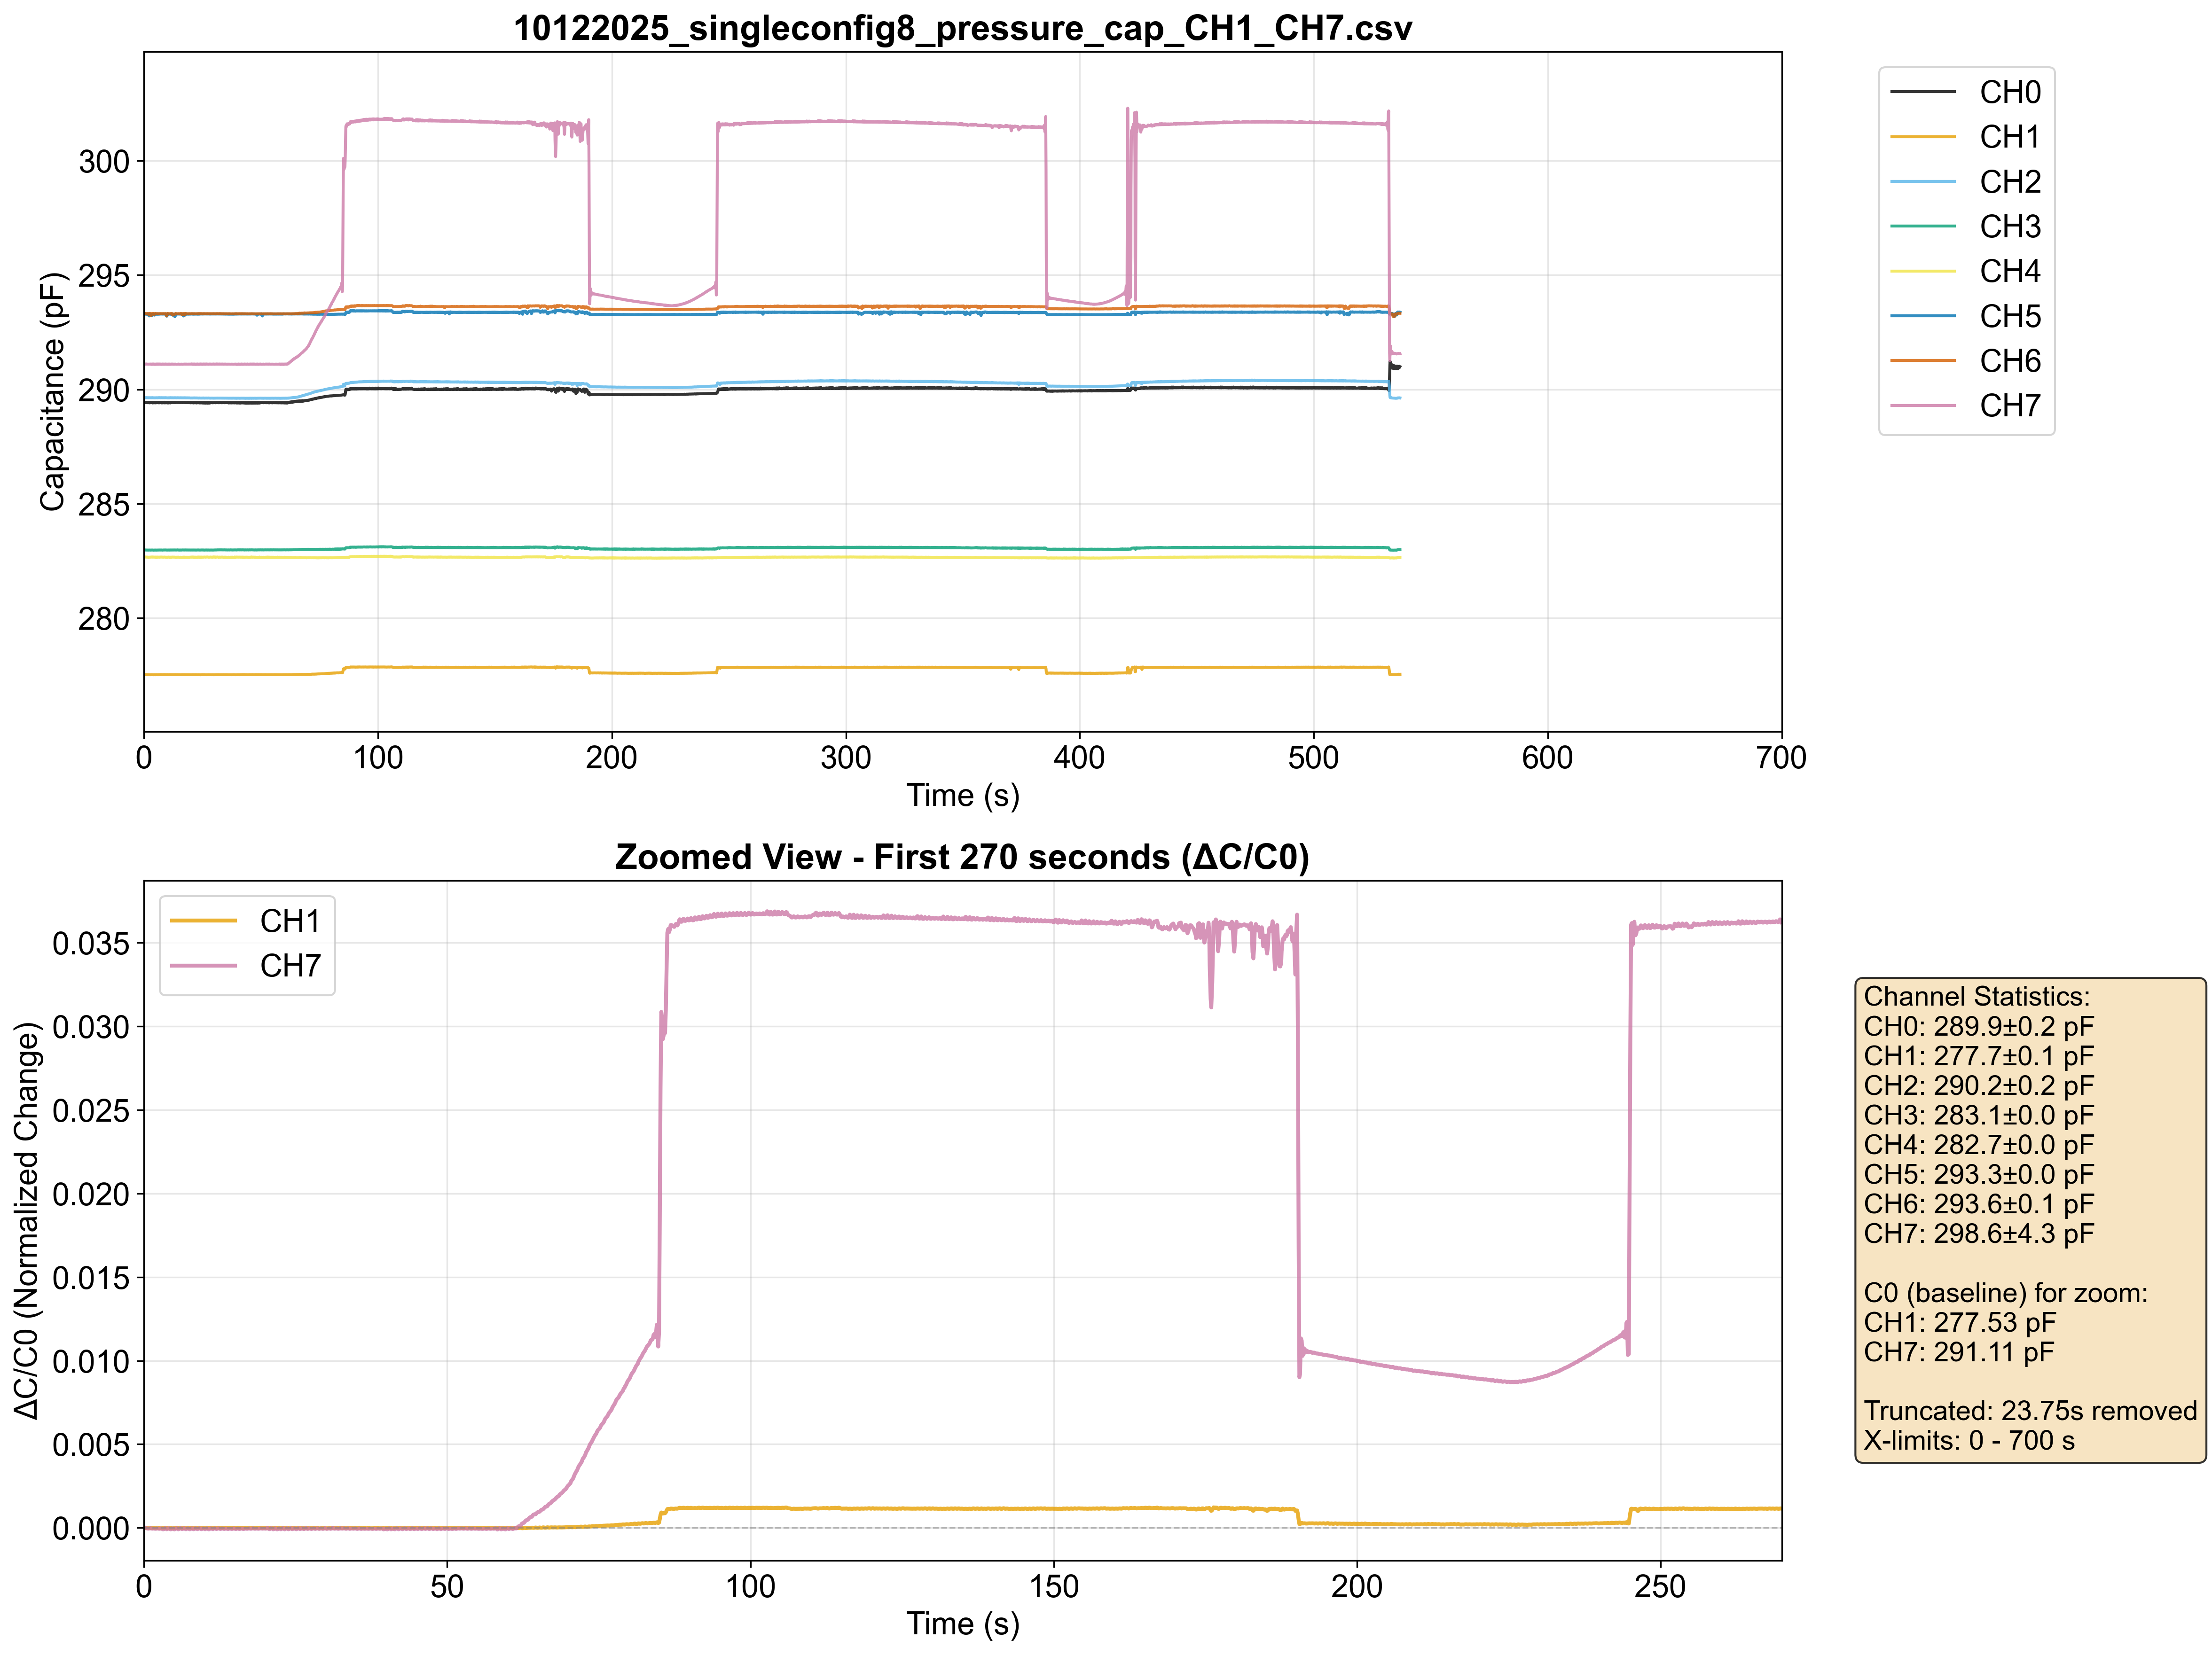 10122025_singleconfig8_pressure_cap_CH1_CH7.csv
Capacitance (pF)
300
295
290
285
280
0 100 200 300 400 500 600 700
Time (s)
CH0
CH1
CH2
CH3
CH4
CH5
CH6
CH7
Zoomed View - First 270 seconds (ΔC/C0)
ΔC/C0 (Normalized Change)
0.035
0.030
0.025
0.020
0.015
0.010
0.005
0.000
CH1
CH7
0 50 100 150 200 250
Time (s)
Channel Statistics:
CH0: 289.9±0.2 pF
CH1: 277.7±0.1 pF
CH2: 290.2±0.2 pF
CH3: 283.1±0.0 pF
CH4: 282.7±0.0 pF
CH5: 293.3±0.0 pF
CH6: 293.6±0.1 pF
CH7: 298.6±4.3 pF
C0 (baseline) for zoom:
CH1: 277.53 pF
CH7: 291.11 pF
Truncated: 23.75s removed
X-limits: 0 - 700 s